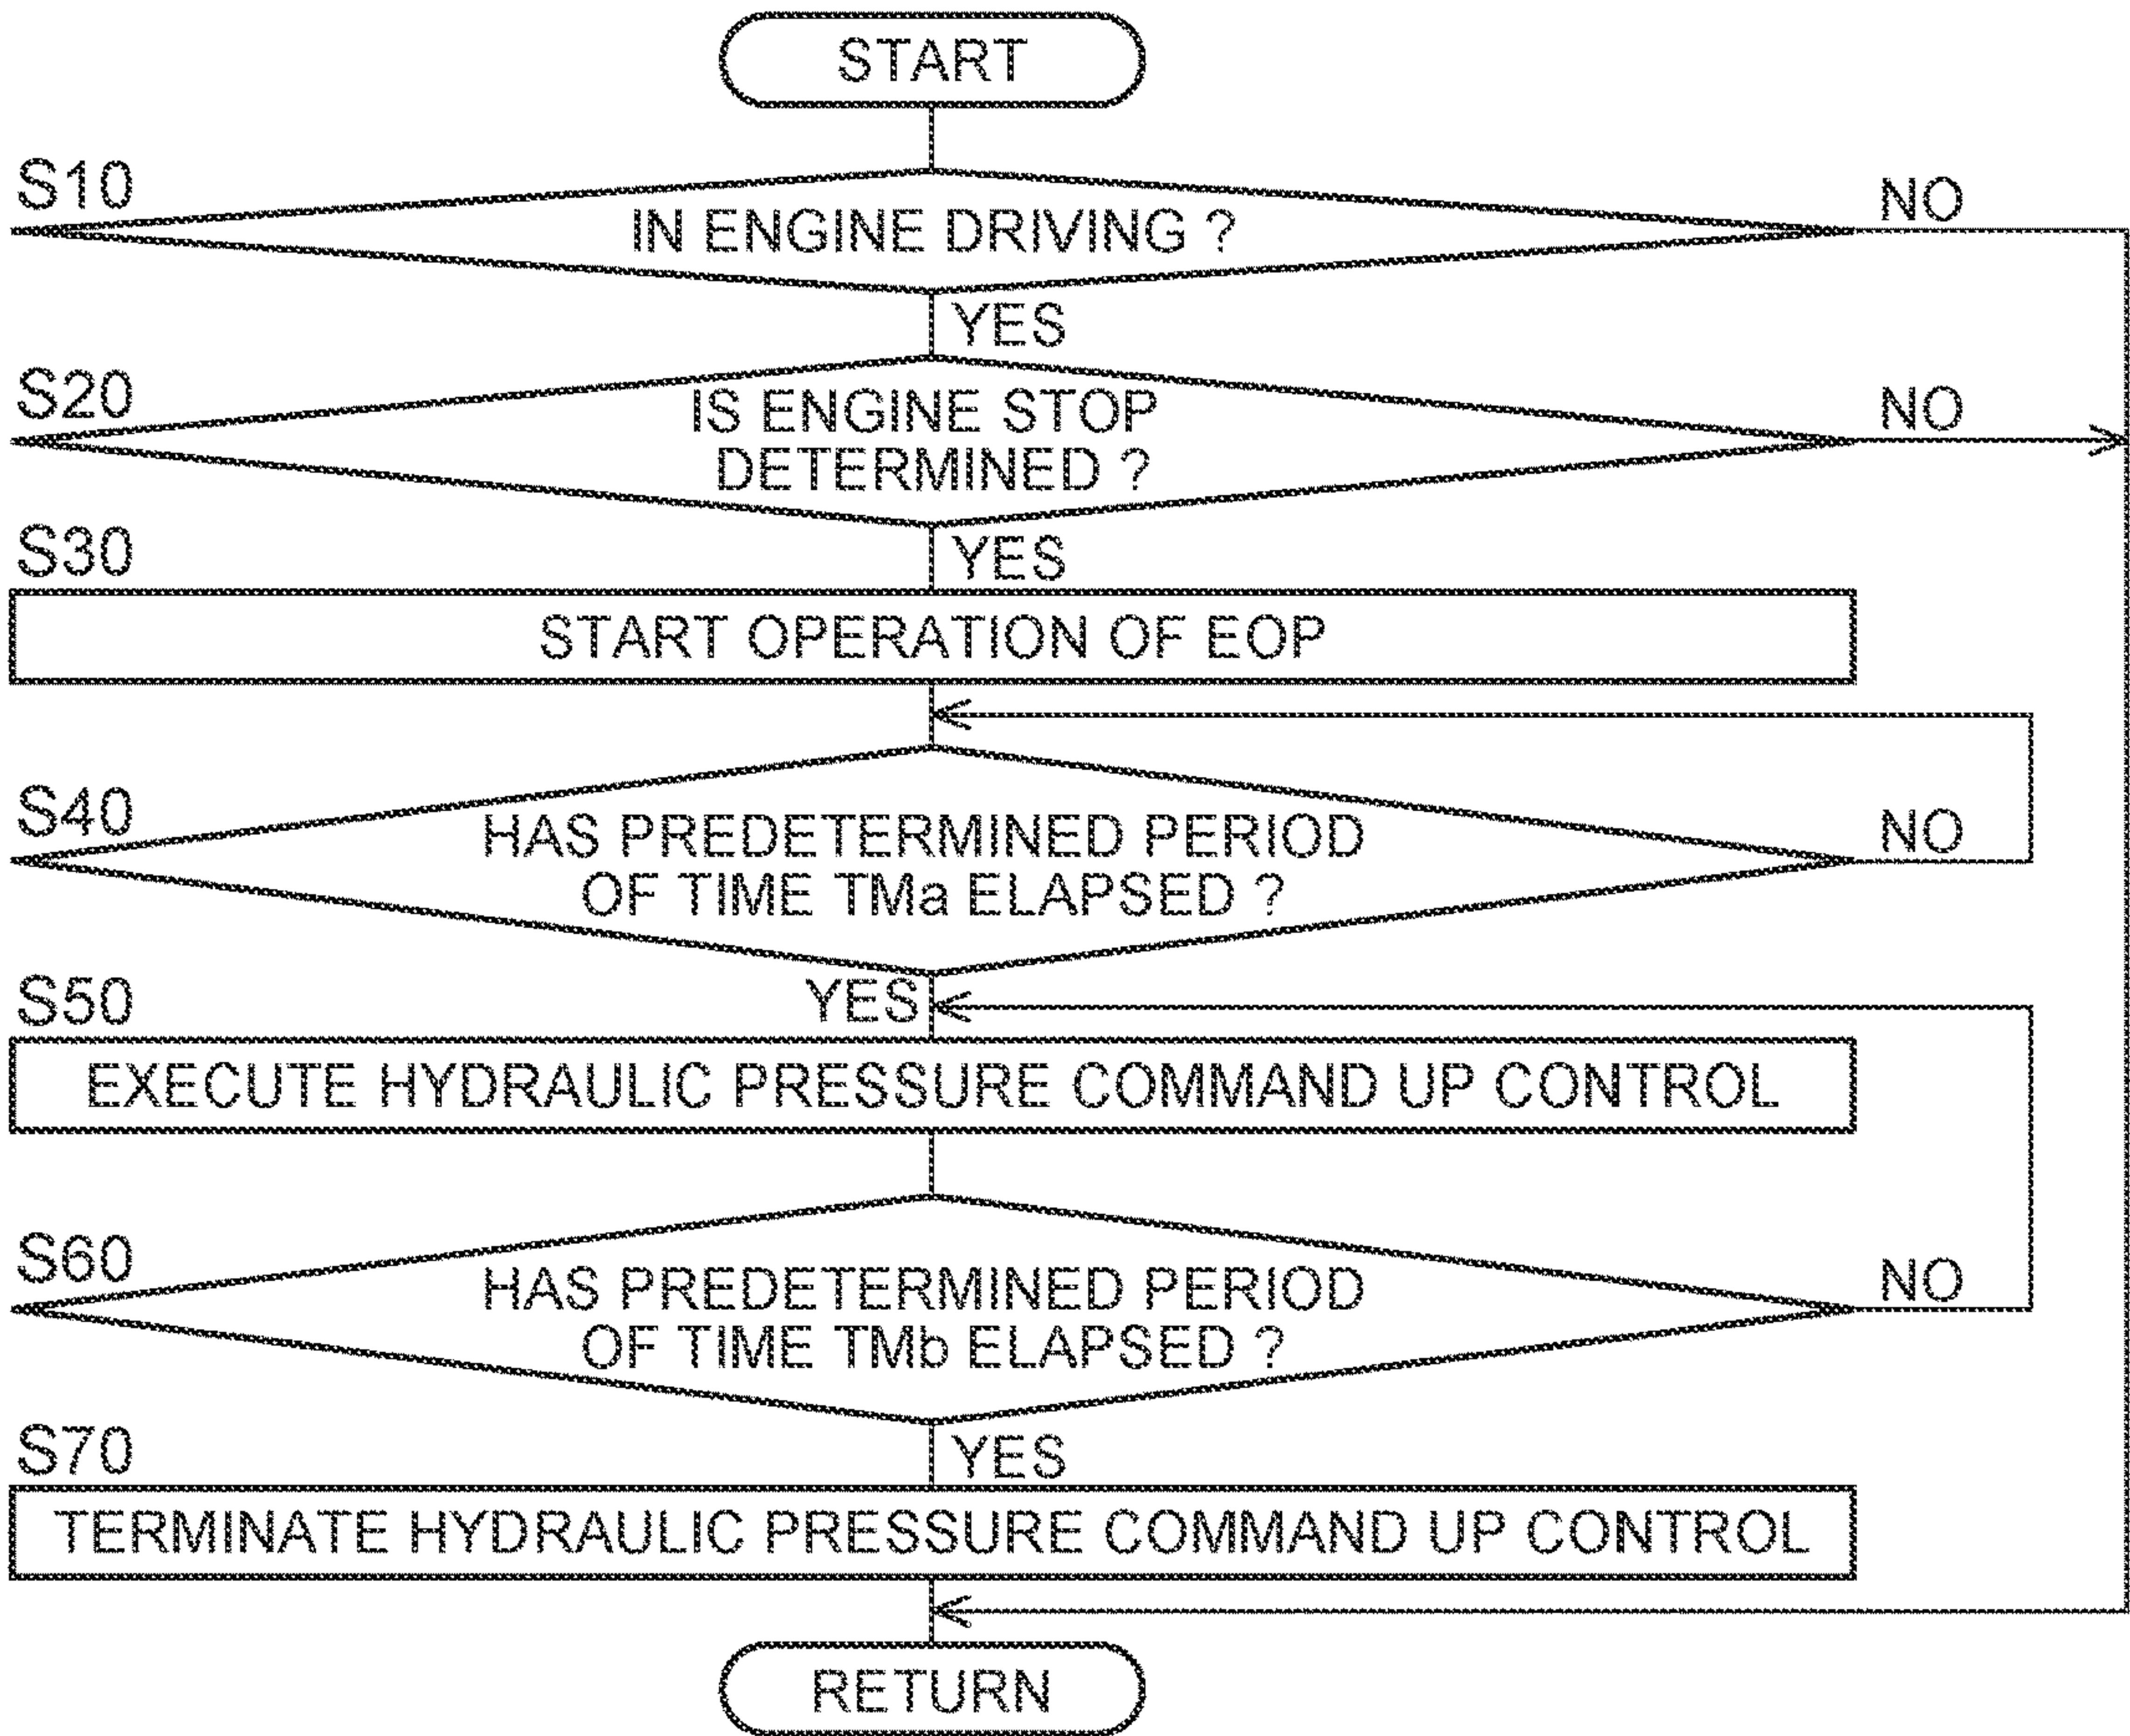 START
S10
NO
IN ENGINE DRIVING ?
YES
S20
IS ENGINE STOP
DETERMINED ?
NO
S30
YES
START OPERATION OF EOP
S40
HAS PREDETERMINED PERIOD
OF TIME TMa ELAPSED ?
NO
YES
S50
EXECUTE HYDRAULIC PRESSURE COMMAND UP CONTROL
S60
HAS PREDETERMINED PERIOD
OF TIME TMb ELAPSED ?
NO
S70
YES
TERMINATE HYDRAULIC PRESSURE COMMAND UP CONTROL
RETURN